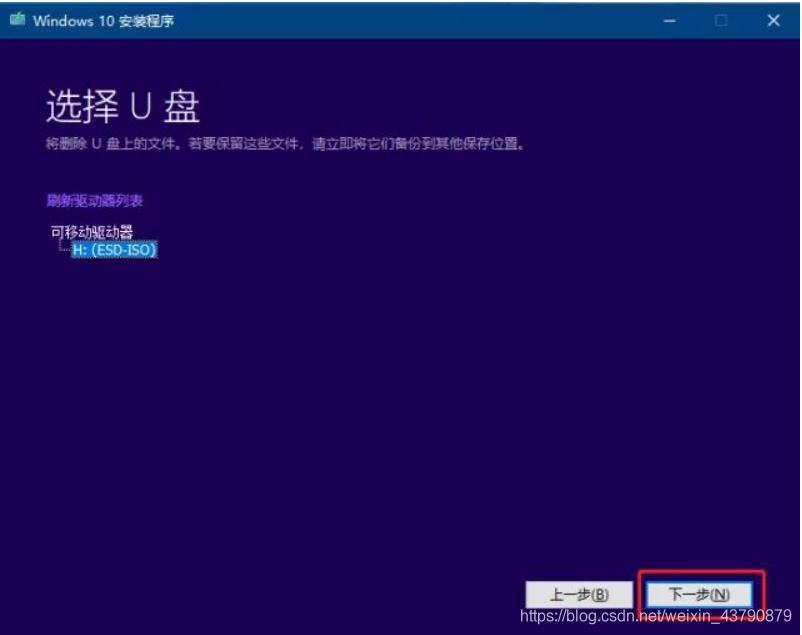 Windows 10 安装程序
选择 U 盘
将删除 U 盘上的文件。若要保留这些文件，请立即将它们备份到其他保存位置。
刷新驱动器列表
可移动驱动器
H: (ESD-ISO)
上一步(B) 下一步(N)
https://blog.csdn.net/weixin_43790879